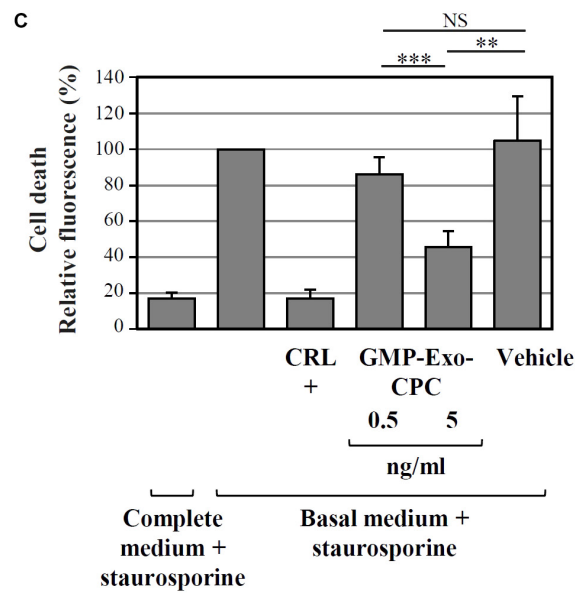 C
NS
*** **
Cell death
Relative fluorescence (%)
140
120
100
80
60
40
20
0
CRL GMP-Exo- Vehicle
+ CPC
0.5 5
ng/ml
Complete Basal medium +
medium + staurosporine
staurosporine